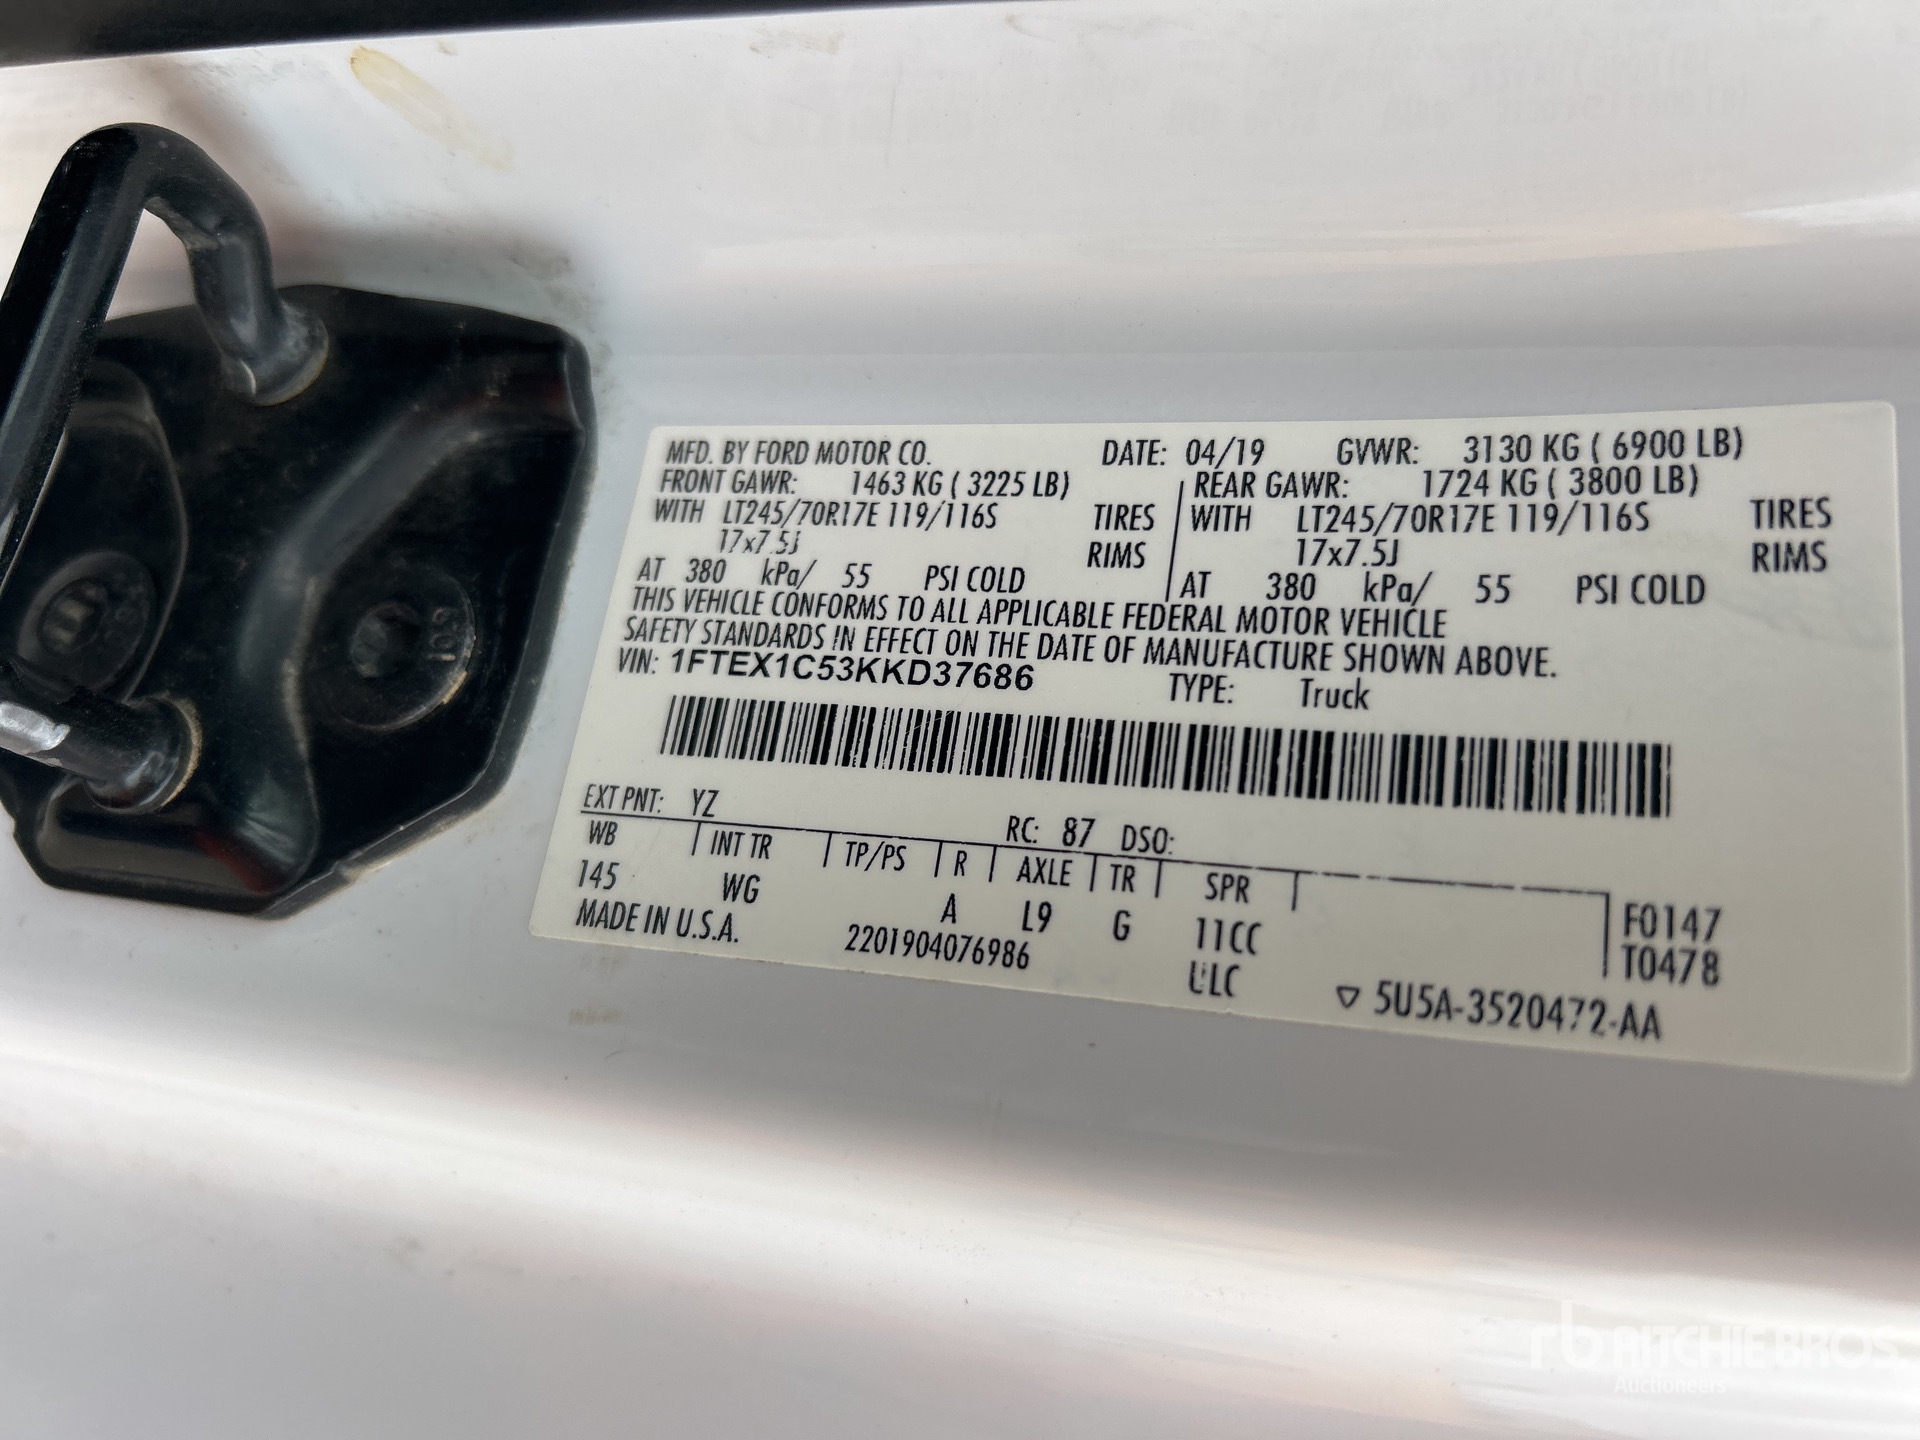 MFD. BY FORD MOTOR CO. DATE: 04/19 GVWR: 3130 KG ( 6900 LB)
FRONT GAWR: 1463 KG ( 3225 LB) REAR GAWR: 1724 KG ( 3800 LB)
WITH LT245/70R17E 119/116S TIRES WITH LT245/70R17E 119/116S TIRES
17x7.5J RIMS 17x7.5J RIMS
AT 380 kPa/ 55 PSI COLD AT 380 kPa/ 55 PSI COLD
THIS VEHICLE CONFORMS TO ALL APPLICABLE FEDERAL MOTOR VEHICLE
SAFETY STANDARDS IN EFFECT ON THE DATE OF MANUFACTURE SHOWN ABOVE.
VIN: 1FTEX1C53KKD37686 TYPE: Truck
EXT PNT: YZ RC: 87 DSO:
WB INT TR TP/PS R AXLE TR SPR
145 WG A L9 G 11CC F0147
MADE IN U.S.A. 2201904076986 ULC T0478
▽ 5U5A-3520472-AA
rb RITCHIE BROS
Auctioneers